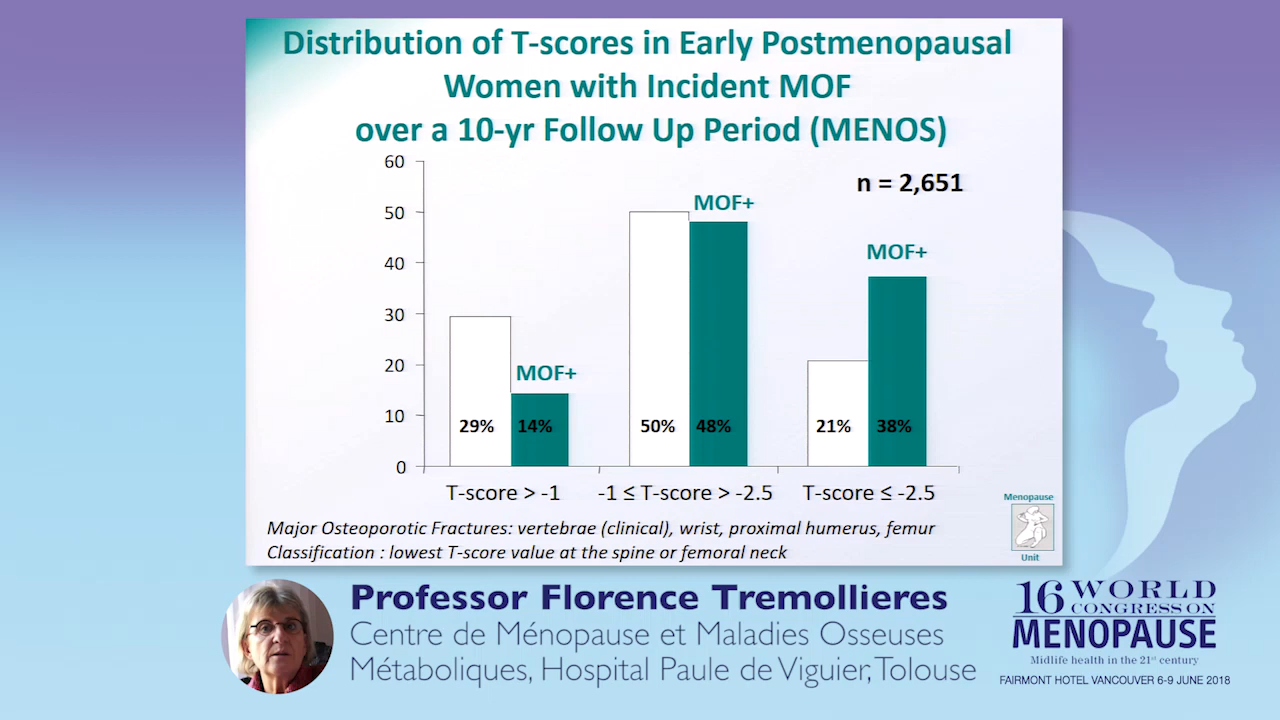 Distribution of T-scores in Early Postmenopausal
Women with Incident MOF
over a 10-yr Follow Up Period (MENOS)
60
50
40
30
20
10
0
n = 2,651
MOF+
MOF+
MOF+
29%
14%
50%
48%
21%
38%
T-score > -1
-1 ≤ T-score > -2.5
T-score ≤ -2.5
Major Osteoporotic Fractures: vertebrae (clinical), wrist, proximal humerus, femur
Classification : lowest T-score value at the spine or femoral neck
Menopause
Unit
Professor Florence Tremollieres
Centre de Ménopause et Maladies Osseuses
Métaboliques, Hospital Paule de Viguier, Tolouse
16 WORLD
CONGRESS ON
MENOPAUSE
Midlife health in the 21st century
FAIRMONT HOTEL VANCOUVER 6-9 JUNE 2018